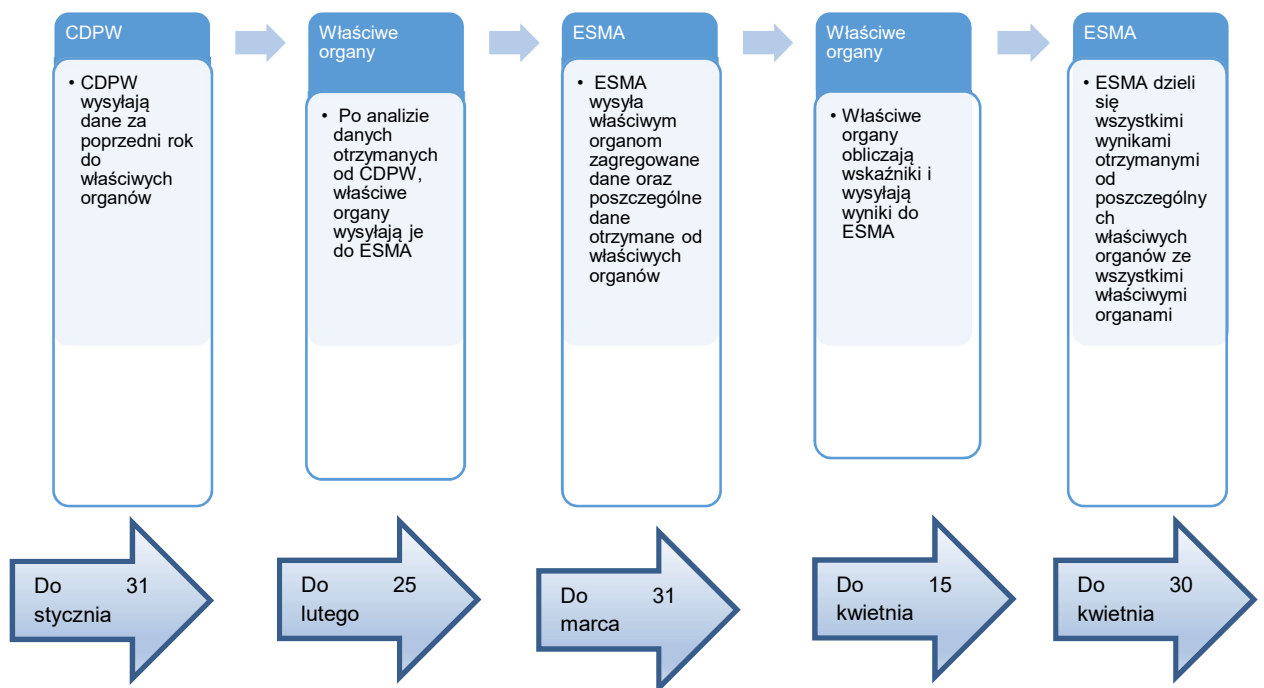 CDPW
• CDPW
wysyłają
dane za
poprzedni rok
do
właściwych
organów
Właściwe
organy
• Po analizie
danych
otrzymanych
od CDPW,
właściwe
organy
wysyłają je
do ESMA
ESMA
• ESMA
wysyła
właściwym
organom
zagregowane
dane oraz
poszczególne
dane
otrzymane od
właściwych
organów
Właściwe
organy
• Właściwe
organy
obliczają
wskaźniki i
wysyłają
wyniki do
ESMA
ESMA
• ESMA dzieli
się
wszystkimi
wynikami
otrzymanymi
od
poszczególny
ch
właściwych
organów ze
wszystkimi
właściwymi
organami
Do 31
stycznia
Do 25
lutego
Do 31
marca
Do 15
kwietnia
Do 30
kwietnia